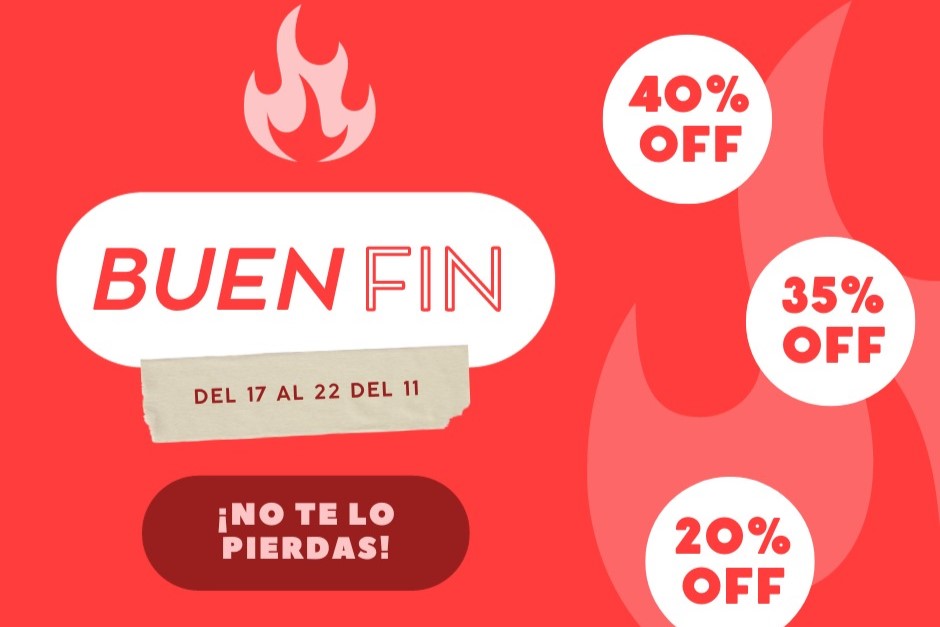 BUEN FIN
DEL 17 AL 22 DEL 11
¡NO TE LO
PIERDAS!
40%
OFF
35%
OFF
20%
OFF